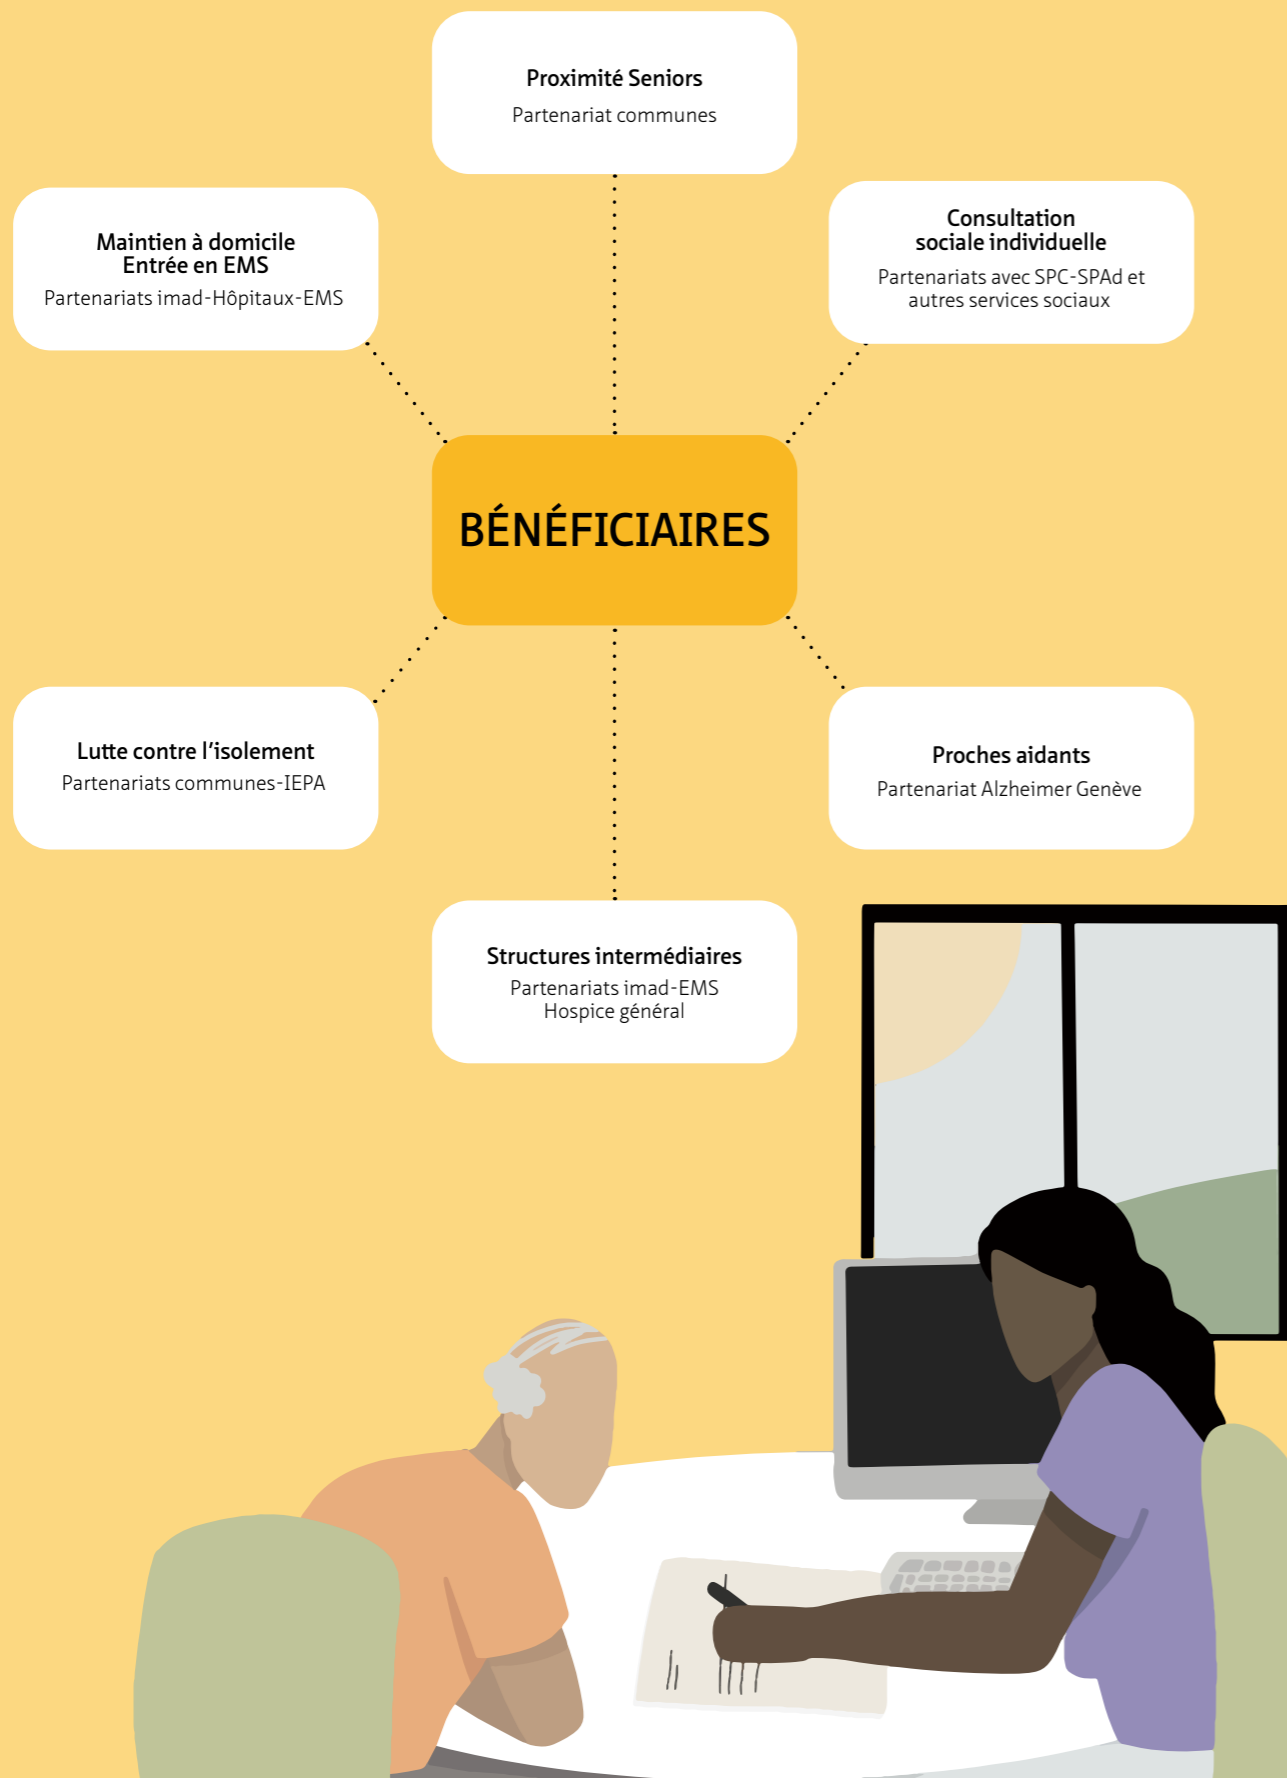 Proximité Seniors
Partenariat communes
Maintien à domicile
Entrée en EMS
Partenariats imad-Hôpitaux-EMS
Consultation
sociale individuelle
Partenariats avec SPC-SPAd et
autres services sociaux
BÉNÉFICIAIRES
Lutte contre l’isolement
Partenariats communes-IEPA
Proches aidants
Partenariat Alzheimer Genève
Structures intermédiaires
Partenariats imad-EMS
Hospice général